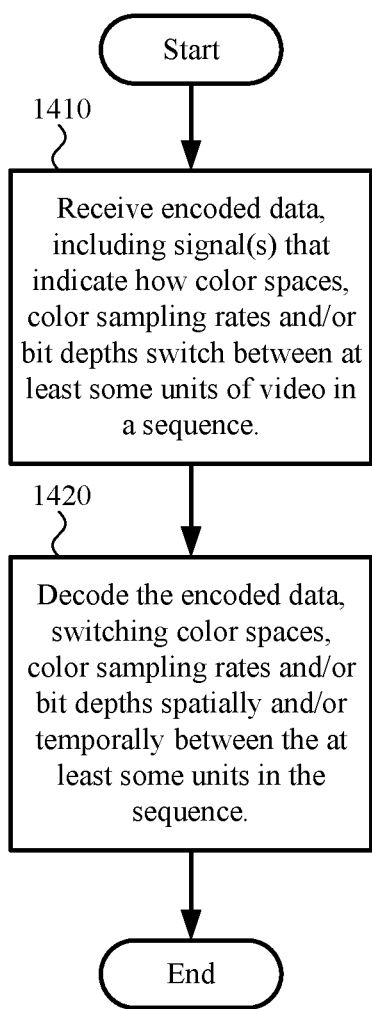 Start
1410
Receive encoded data,
including signal(s) that
indicate how color spaces,
color sampling rates and/or
bit depths switch between at
least some units of video in
a sequence.
1420
Decode the encoded data,
switching color spaces,
color sampling rates and/or
bit depths spatially and/or
temporally between the at
least some units in the
sequence.
End